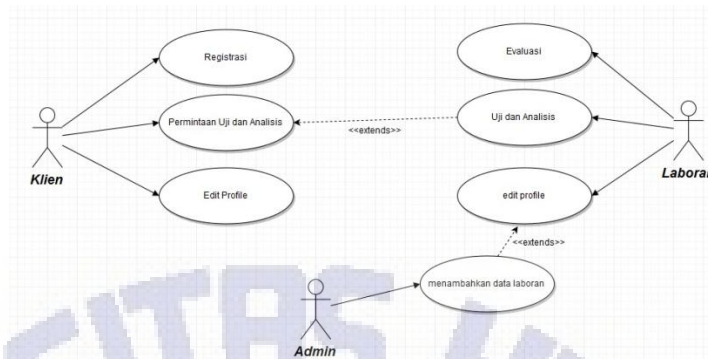 Registrasi
Evaluasi
Permintaan Uji dan Analisis
<<extends>>
Uji dan Analisis
Klien
Laboran
Edit Profile
edit profile
<<extends>>
menambahkan data laboran
Admin